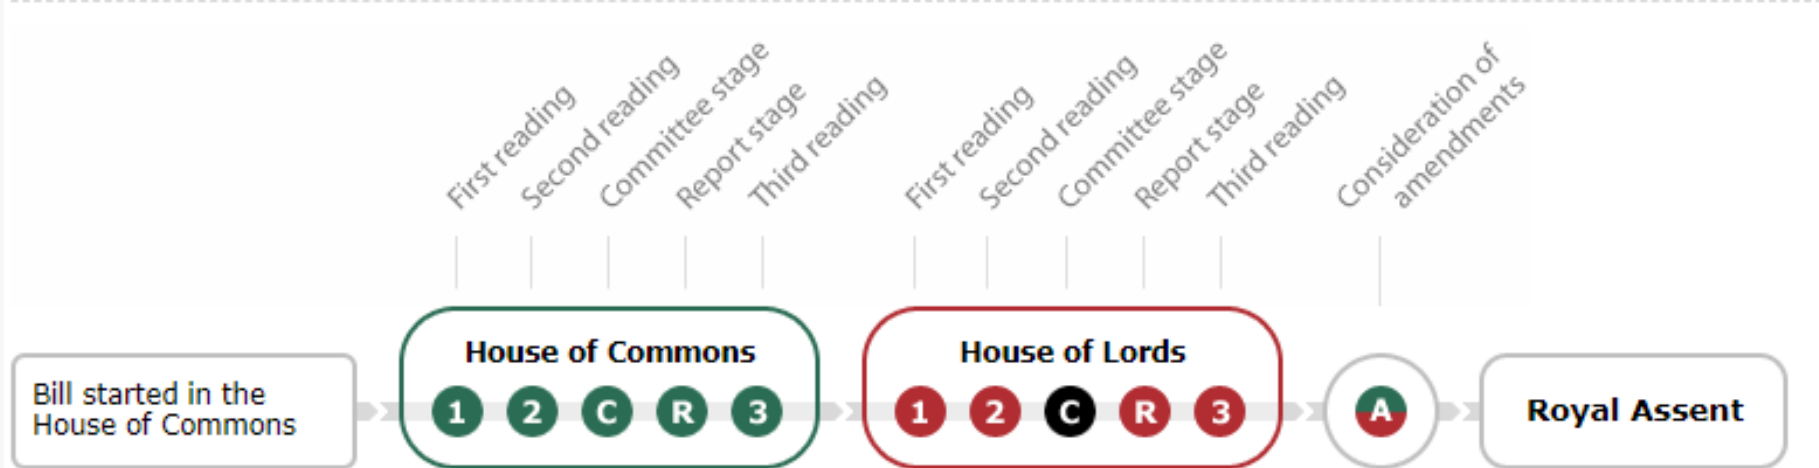 First reading
Second reading
Committee stage
Report stage
Third reading
First reading
Second reading
Committee stage
Report stage
Third reading
Consideration of
amendments
Bill started in the
House of Commons
House of Commons
1 2 C R 3
House of Lords
1 2 C R 3
A
Royal Assent